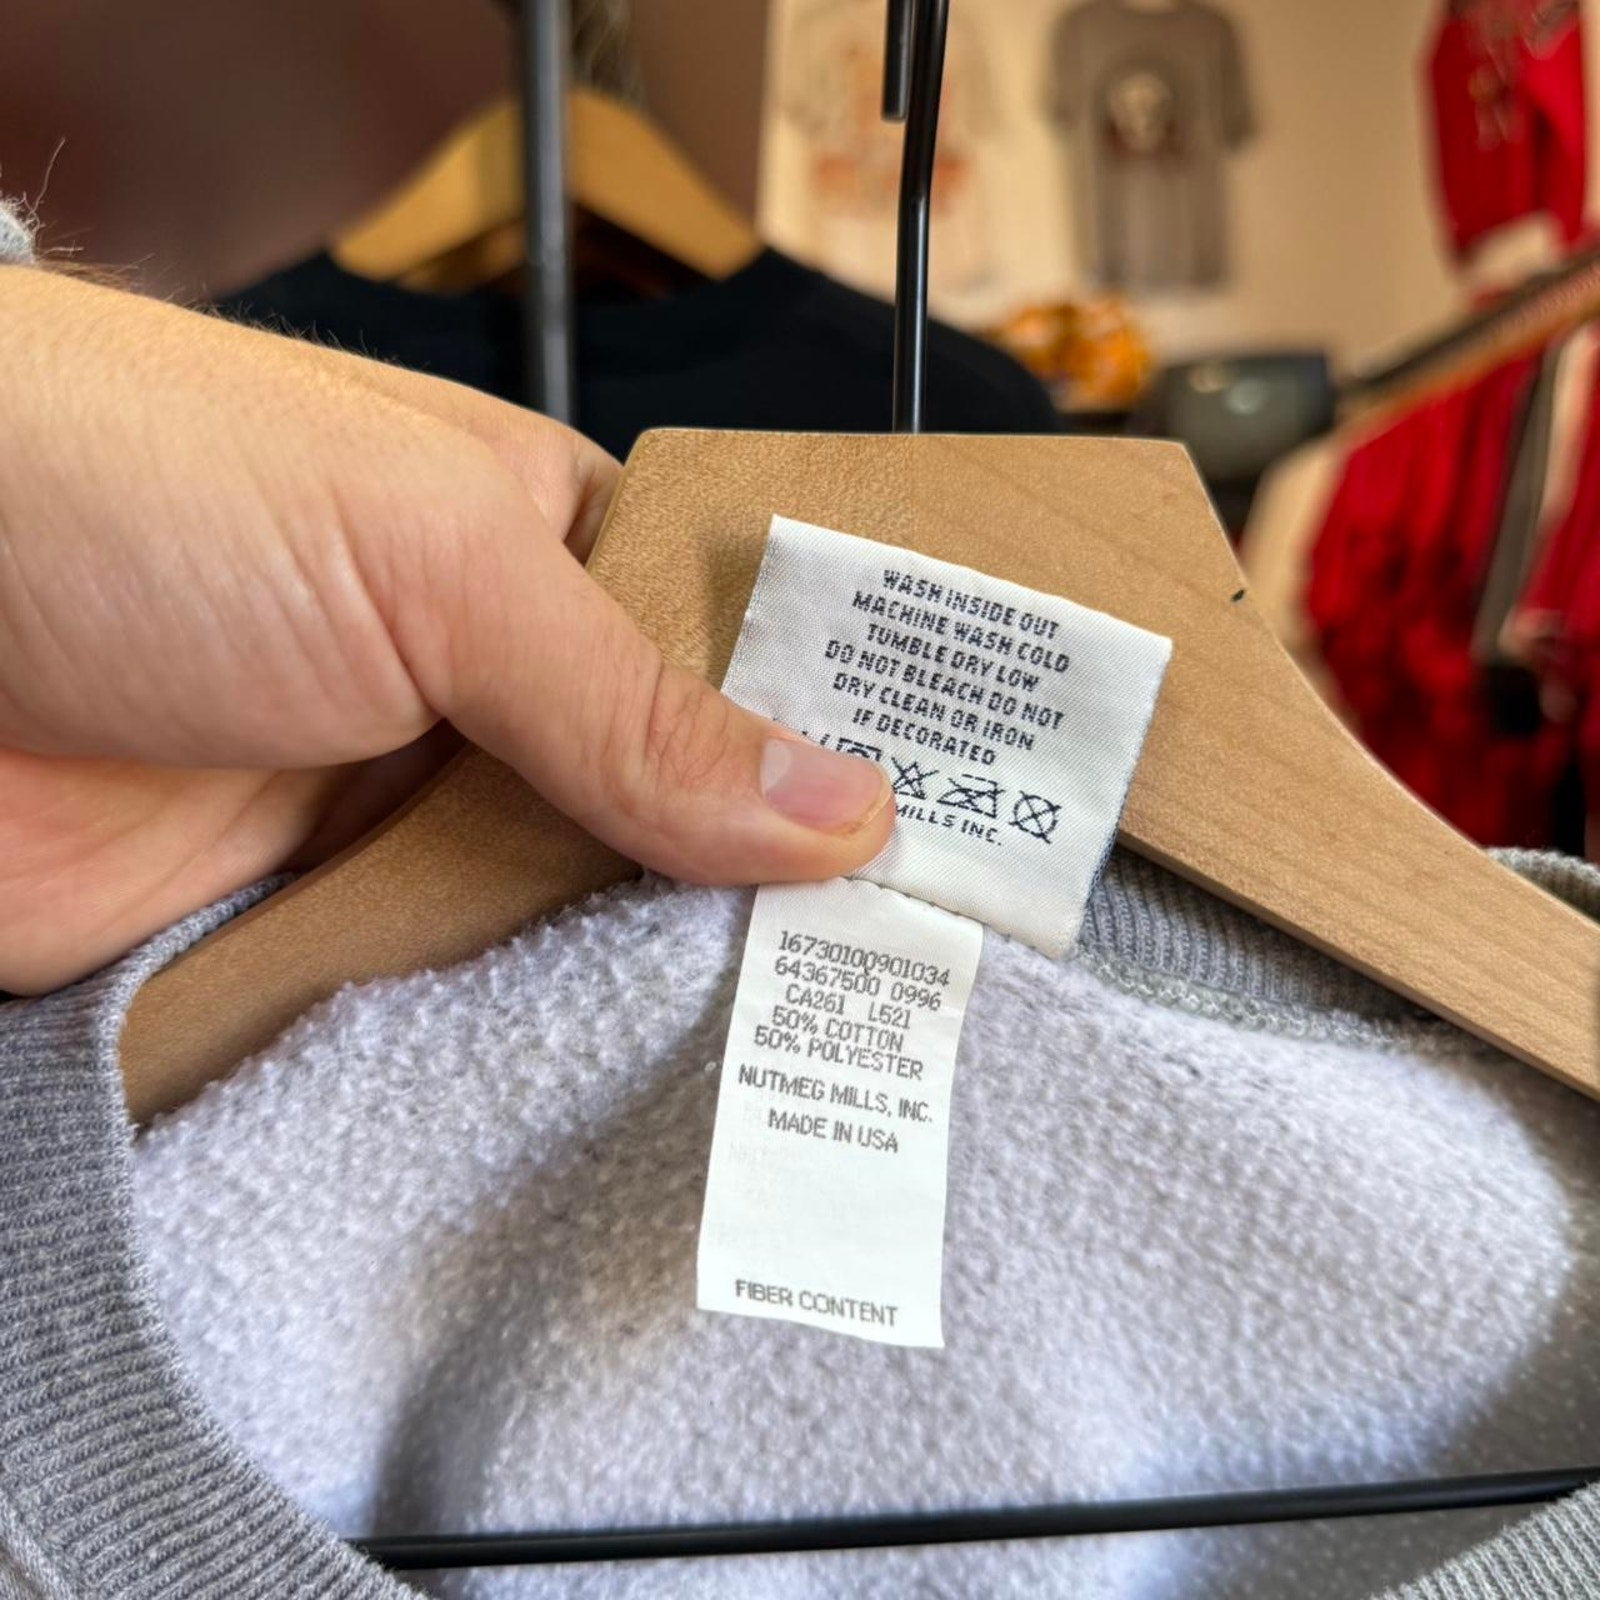 WASH INSIDE OUT
MACHINE WASH COLD
TUMBLE DRY LOW
DO NOT BLEACH DO NOT
DRY CLEAN OR IRON
IF DECORATED
MILLS INC.
16730100901034
64367500 0996
CA261 L521
50% COTTON
50% POLYESTER
NUTMEG MILLS, INC.
MADE IN USA
FIBER CONTENT